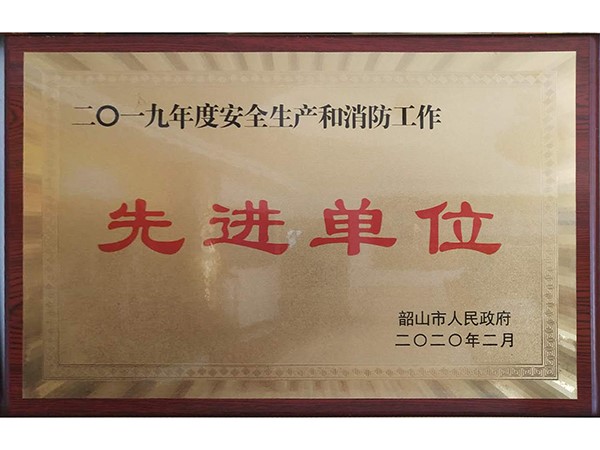 二〇一九年度安全生产和消防工作
先进单位
韶山市人民政府
二〇二〇年二月